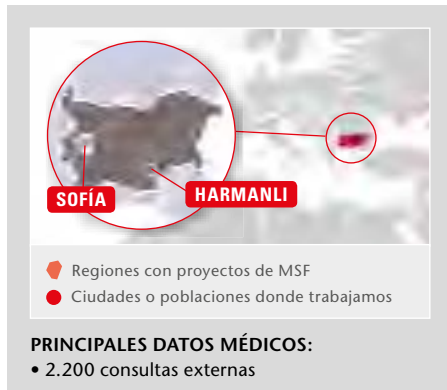 SOFÍA
HARMANLI
Regiones con proyectos de MSF
Ciudades o poblaciones donde trabajamos
PRINCIPALES DATOS MÉDICOS:
• 2.200 consultas externas